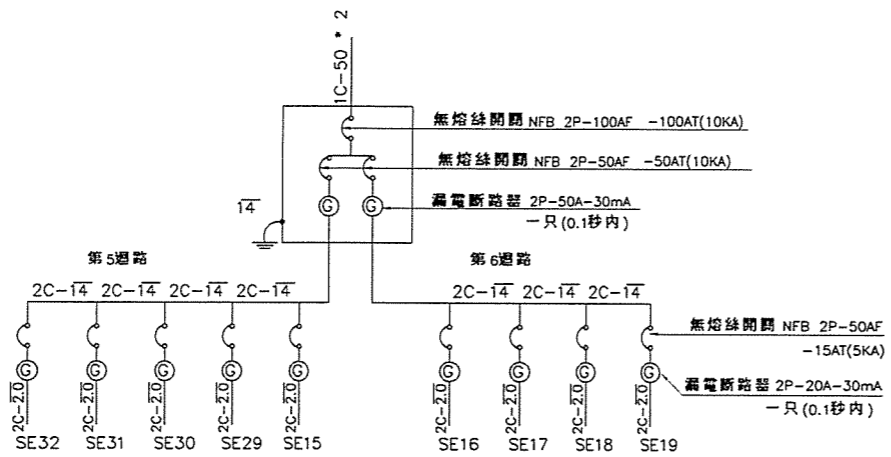 1C-50 * 2
無熔絲開關 NFB 2P-100AF -100AT(10KA)
無熔絲開關 NFB 2P-50AF -50AT(10KA)
漏電斷路器 2P-50A-30mA
一只(0.1秒內)
14
第5迴路
第6迴路
2C-14 2C-14 2C-14 2C-14
2C-14 2C-14 2C-14
無熔絲開關 NFB 2P-50AF
-15AT(5KA)
漏電斷路器 2P-20A-30mA
一只(0.1秒內)
G G
G G G G G G G G G
2C-2.0 2C-2.0 2C-2.0 2C-2.0 2C-2.0 2C-2.0 2C-2.0 2C-2.0 2C-2.0
SE32 SE31 SE30 SE29 SE15 SE16 SE17 SE18 SE19